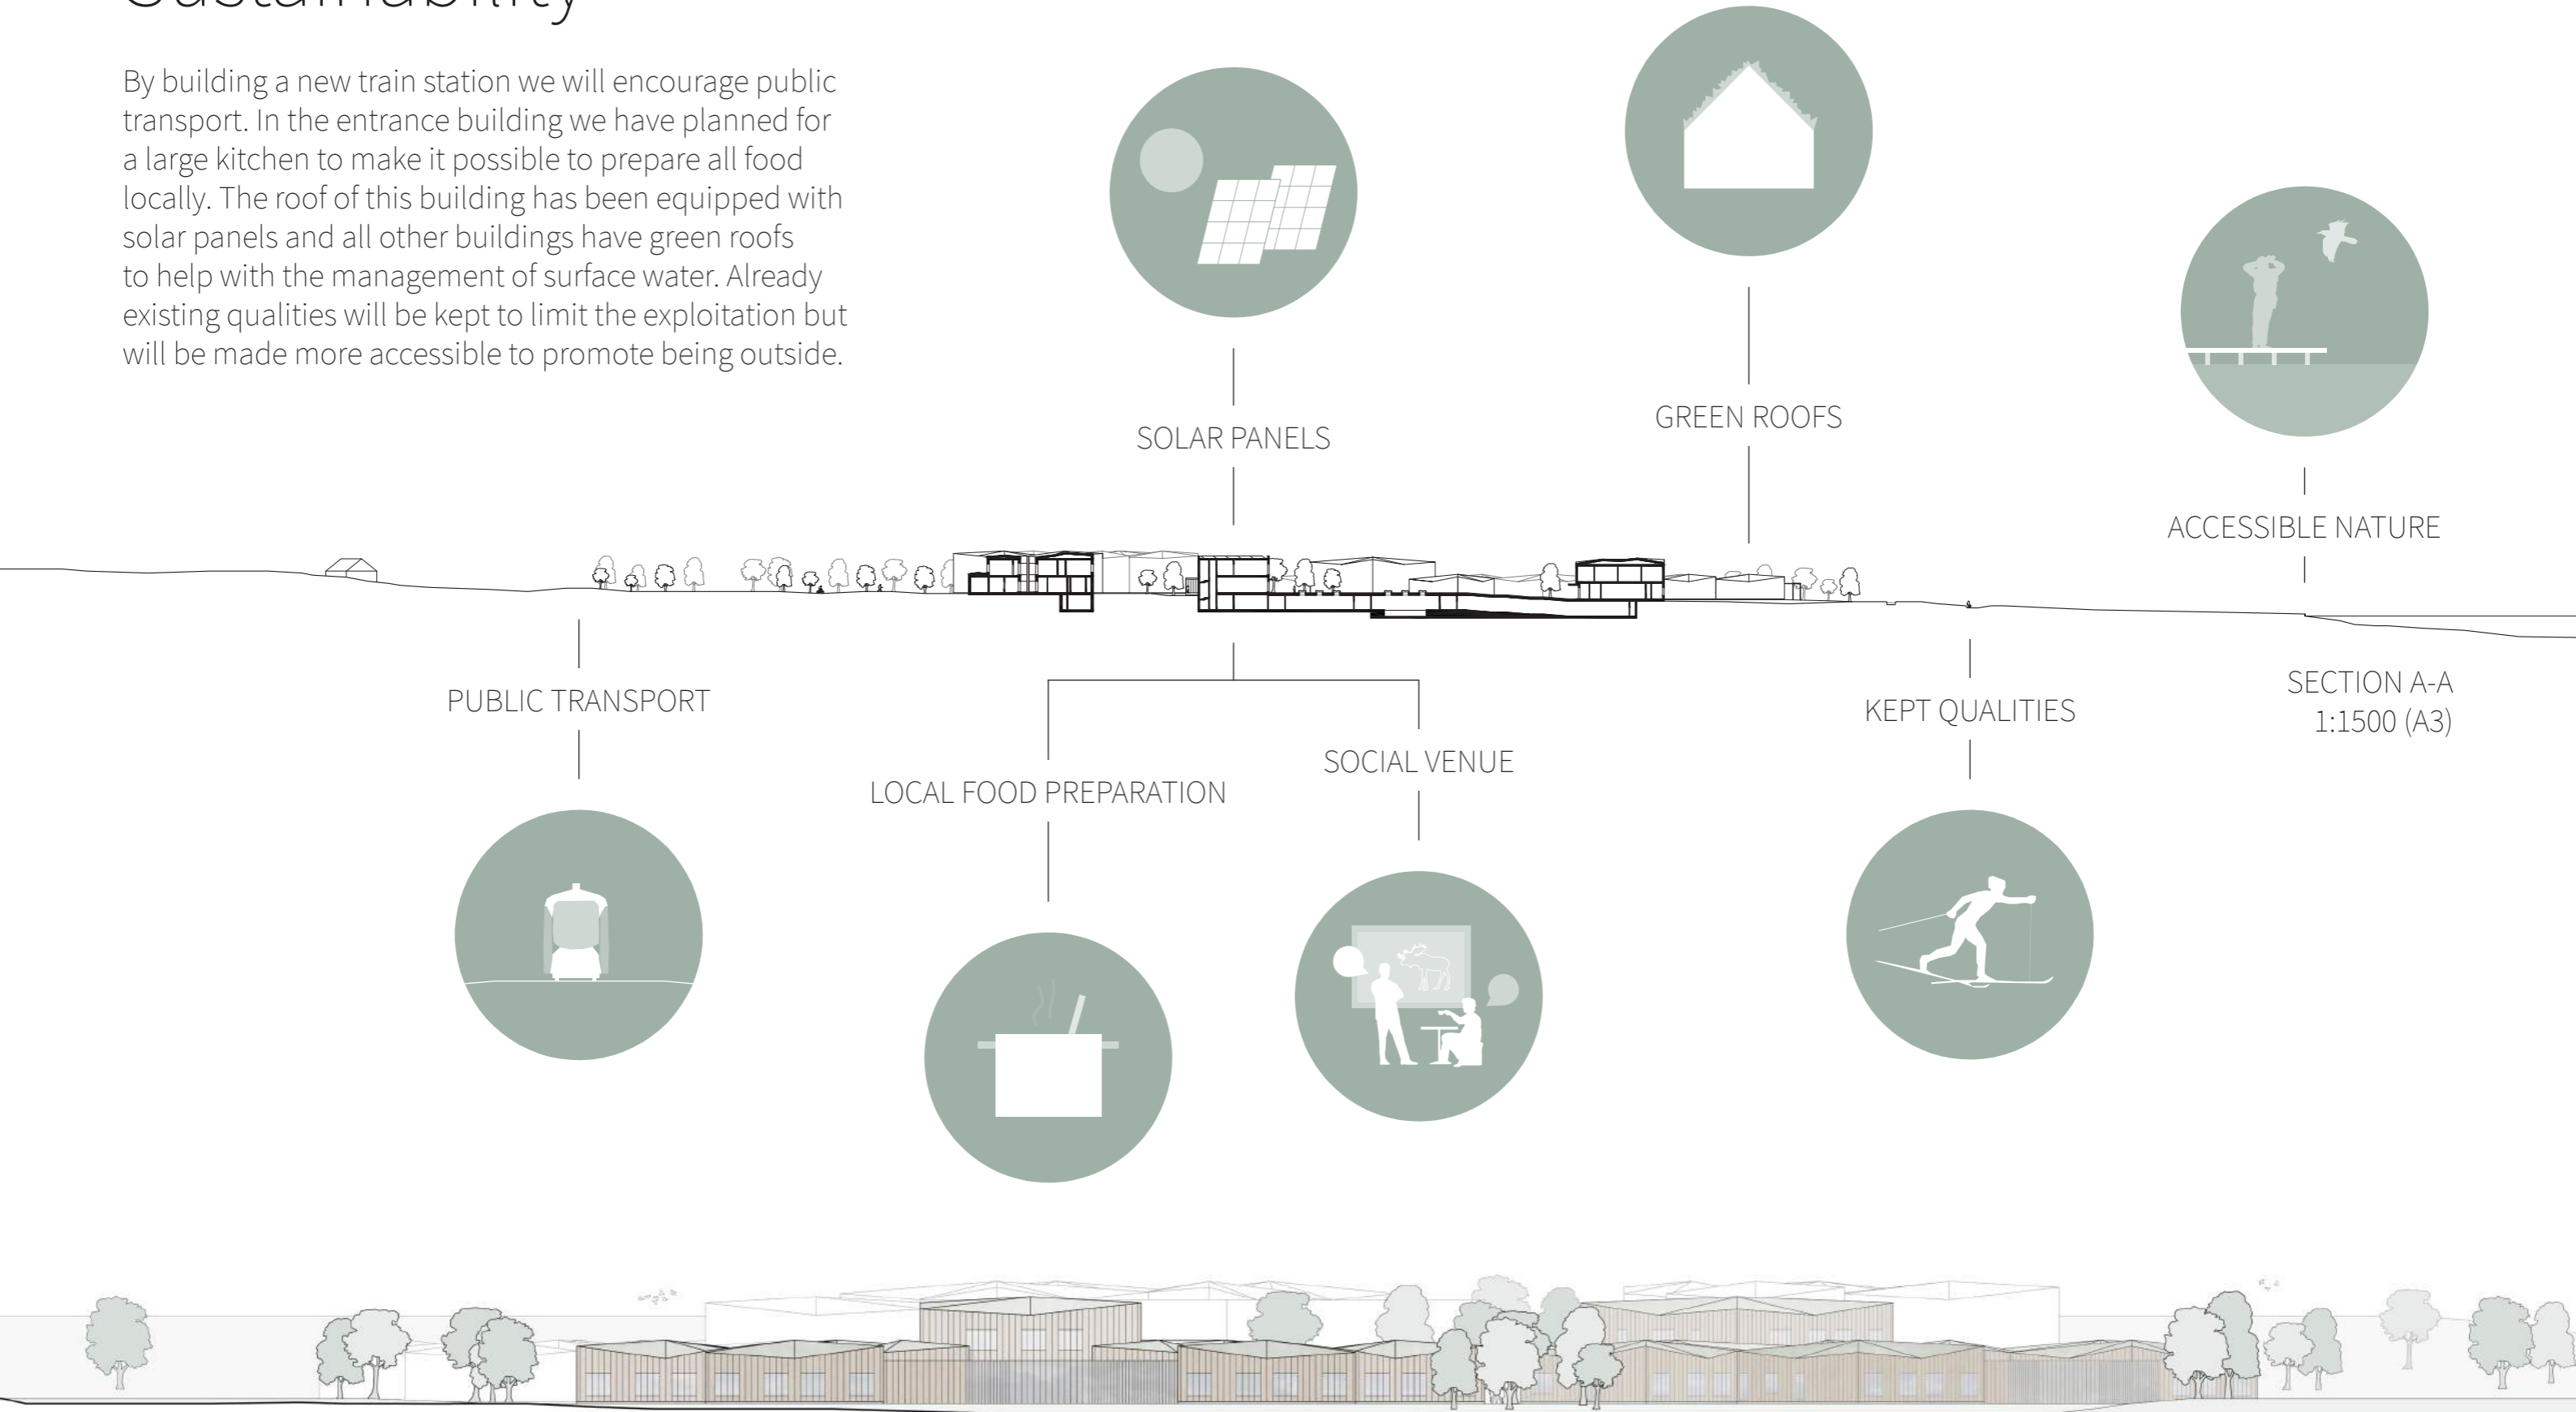 Sustainability
By building a new train station we will encourage public
transport. In the entrance building we have planned for
a large kitchen to make it possible to prepare all food
locally. The roof of this building has been equipped with
solar panels and all other buildings have green roofs
to help with the management of surface water. Already
existing qualities will be kept to limit the exploitation but
will be made more accessible to promote being outside.
SOLAR PANELS
GREEN ROOFS
ACCESSIBLE NATURE
PUBLIC TRANSPORT
LOCAL FOOD PREPARATION
SOCIAL VENUE
KEPT QUALITIES
SECTION A-A
1:1500 (A3)